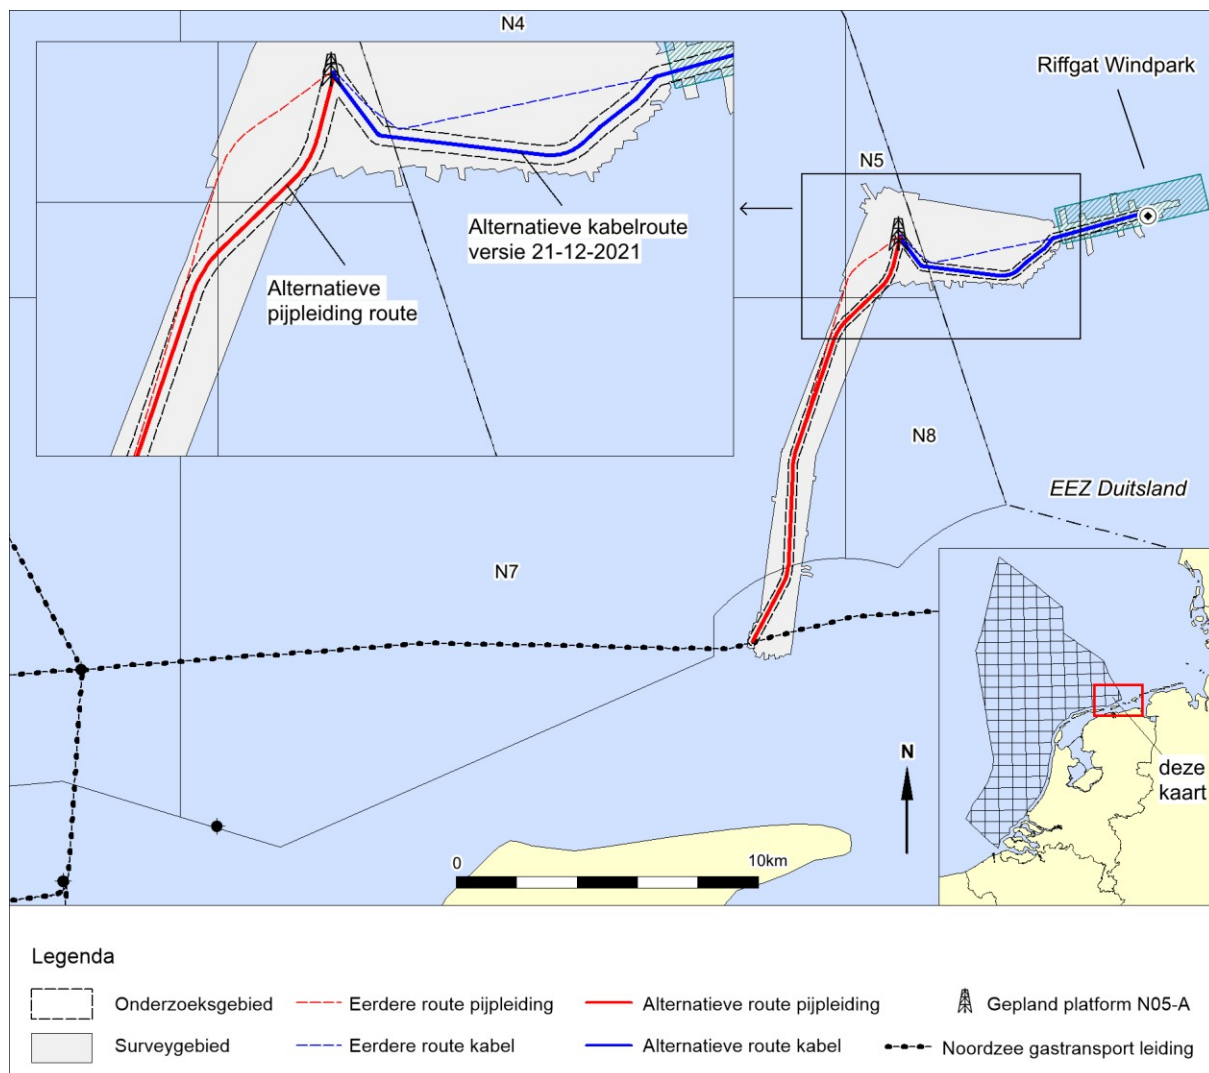 N4
Riffgat Windpark
N5
Alternatieve kabelroute
versie 21-12-2021
Alternatieve
pijpleiding route
N8
EEZ Duitsland
N7
N
deze
kaart
0
10km
Legenda
Onderzoeksgebied
Eerdere route pijpleiding
Alternatieve route pijpleiding
Gepland platform N05-A
Surveygebied
Eerdere route kabel
Alternatieve route kabel
Noordzee gastransport leiding